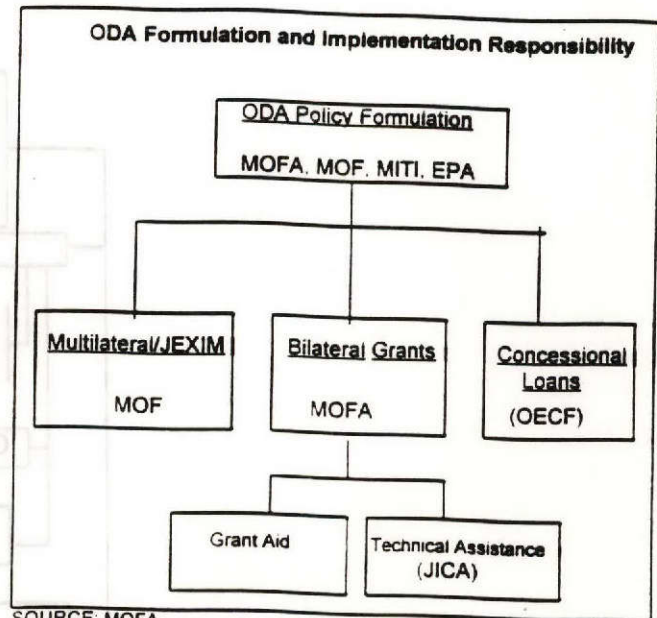 ODA Formulation and Implementation Responsibility
ODA Policy Formulation
MOFA, MOF, MITI, EPA
Multilateral/JEXIM
MOF
Bilateral Grants
MOFA
Concessional
Loans
(OECF)
Grant Aid
Technical Assistance
(JICA)
SOURCE: MOFA